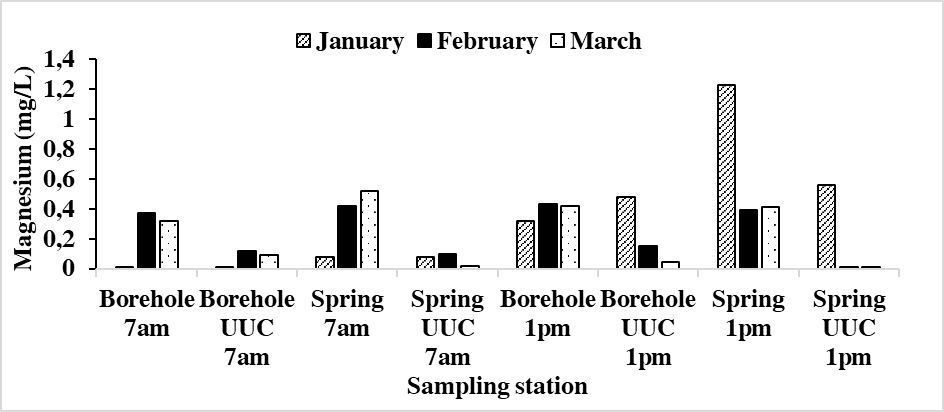 January February March
Magnesium (mg/L)
1,4
1,2
1
0,8
0,6
0,4
0,2
0
Borehole 7am
Borehole UUC 7am
Spring 7am
Spring UUC 7am
Borehole 1pm
Borehole UUC 1pm
Spring 1pm
Spring UUC 1pm
Sampling station